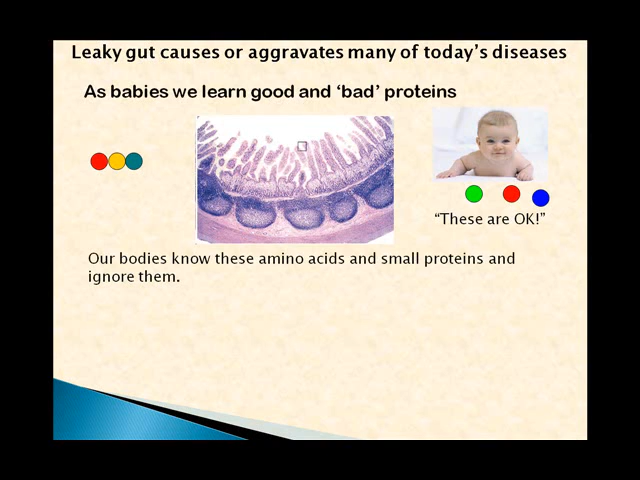 Leaky gut causes or aggravates many of today’s diseases
As babies we learn good and ‘bad’ proteins
“These are OK!”
Our bodies know these amino acids and small proteins and
ignore them.